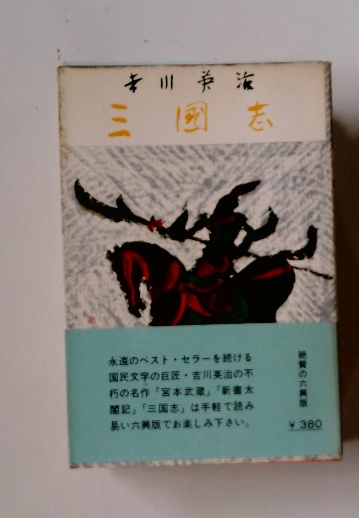 吉川英治
三國志
永遠のベスト・セラーを続ける
国民文学の巨匠・吉川英治の不
朽の名作「宮本武蔵」「新書太
閤記」「三国志」は手軽で読み
易い六興版でお楽しみ下さい。
絶賛の六興版
¥380